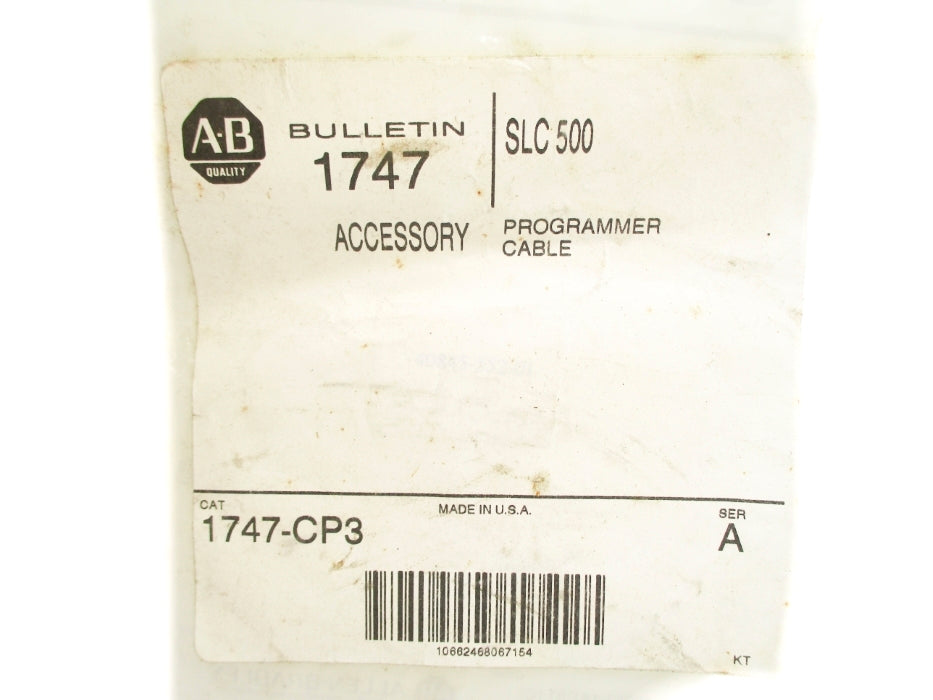 A-B
QUALITY
BULLETIN
1747
SLC 500
ACCESSORY
PROGRAMMER
CABLE
CAT
1747-CP3
MADE IN U.S.A.
SER
A
10662468067154
KT